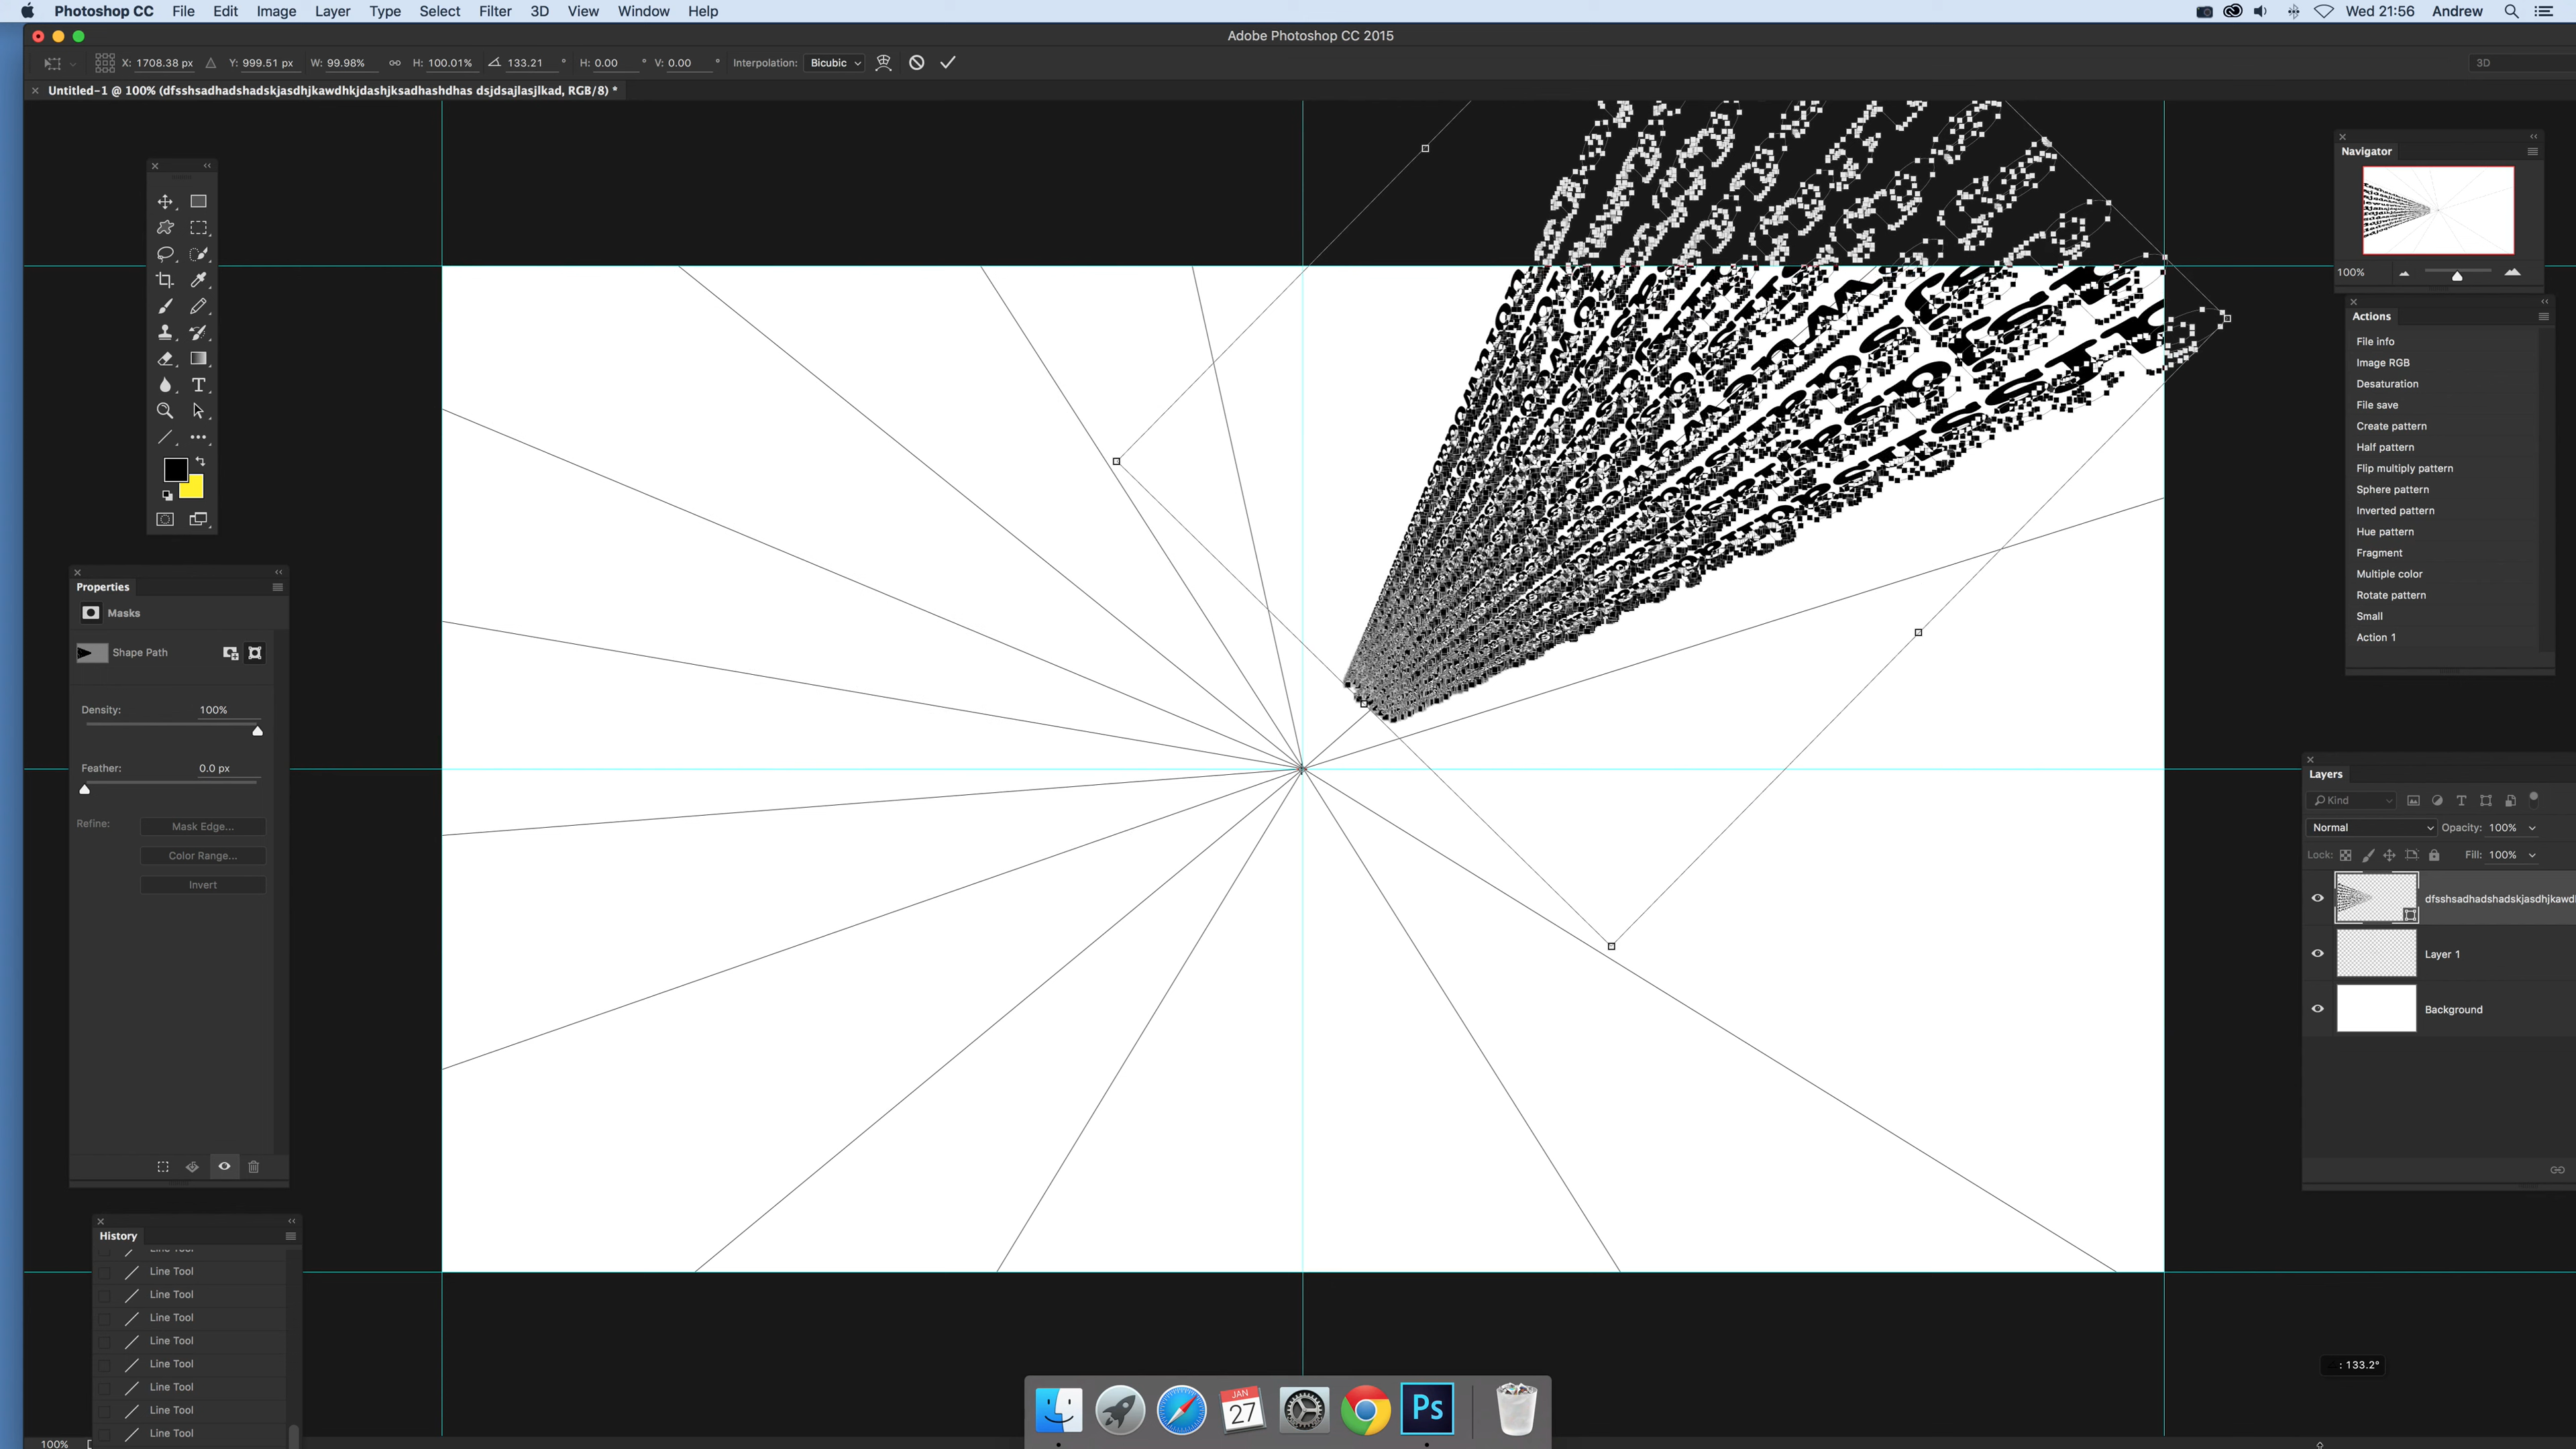 Photoshop CC File Edit Image Layer Type Select Filter 3D View Window Help Wed 21:56 Andrew
Adobe Photoshop CC 2015
X: 1708.38 px Y: 999.51 px W: 99.98% H: 100.01% 133.21 ° H: 0.00 ° V: 0.00 ° Interpolation: Bicubic 3D
Untitled-1 @ 100% (dfsshsadhadshadskjasdhjkawdhkjdashjksadhashdhas dsjdsajlasjlkad, RGB/8) *
Navigator
100%
Actions
File info
Image RGB
Desaturation
File save
Create pattern
Half pattern
Flip multiply pattern
Sphere pattern
Inverted pattern
Hue pattern
Fragment
Multiple color
Rotate pattern
Small
Action 1
Properties
Masks
Shape Path
Density: 100%
Feather: 0.0 px
Refine: Mask Edge...
Color Range...
Invert
Layers
Kind
Normal Opacity: 100%
Lock: Fill: 100%
dfsshsadhadshadskjasdhjkawdl
Layer 1
Background
History
Line Tool
Line Tool
Line Tool
Line Tool
Line Tool
Line Tool
Line Tool
Line Tool
Line Tool
: 133.2°
JAN
27
Ps
100%